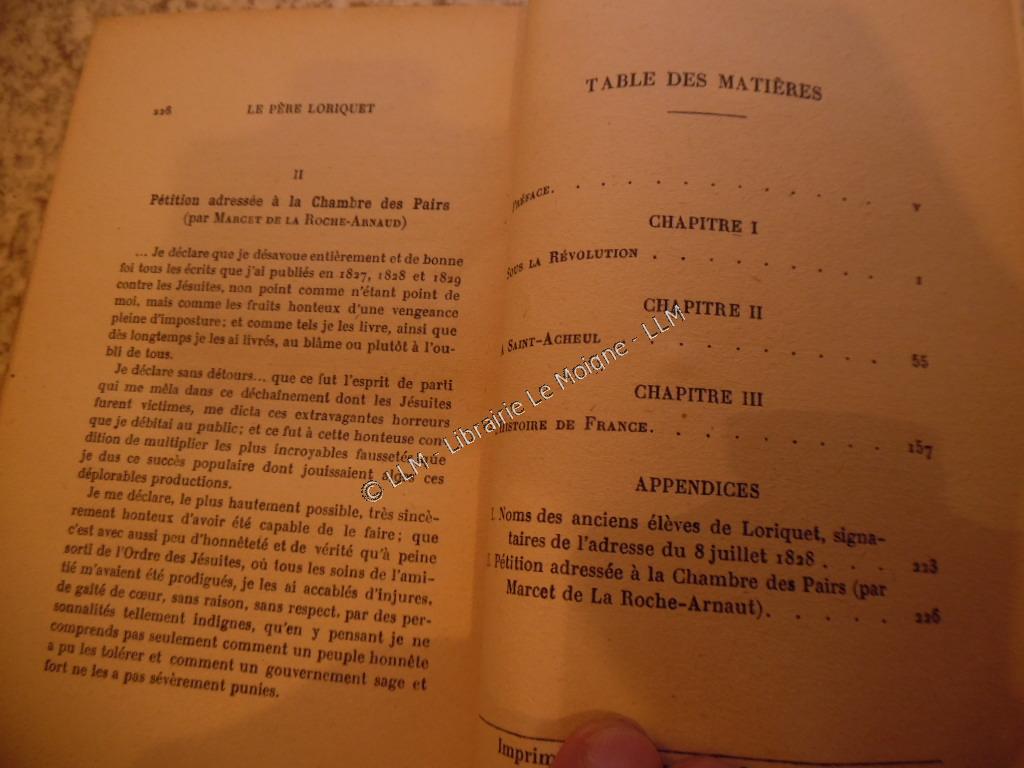 228 LE PÈRE LORIQUET
II
Pétition adressée à la Chambre des Pairs
(par MARCET DE LA ROCHE-ARNAUD)
... Je déclare que je désavoue entièrement et de bonne
foi tous les écrits que j'ai publiés en 1827, 1828 et 1829
contre les Jésuites, non point comme n'étant point de
moi, mais comme les fruits honteux d'une vengeance
pleine d'imposture; et comme tels je les livre, ainsi que
dès longtemps je les ai livrés, au blâme ou plutôt à l'ou-
bli de tous.
Je déclare sans détours... que ce fut l'esprit de parti
qui me mêla dans ce déchaînement dont les Jésuites
furent victimes, me dicta ces extravagantes horreurs
que je débitai au public; et ce fut à cette honteuse con-
dition de multiplier les plus incroyables faussetés que
je dus ce succès populaire dont jouissaient alors ces
déplorables productions.
Je me déclare, le plus hautement possible, très sincè-
rement honteux d'avoir été capable de le faire; que
c'est avec aussi peu d'honnêteté et de vérité qu'à peine
sorti de l'Ordre des Jésuites, où tous les soins de l'ami-
tié m'avaient été prodigués, je les ai accablés d'injures,
de gaîté de cœur, sans raison, sans respect, par des per-
sonnalités tellement indignes, qu'en y pensant je ne
comprends pas seulement comment un peuple honnête
a pu les tolérer et comment un gouvernement sage et
fort ne les a pas sévèrement punies.
TABLE DES MATIÈRES
PRÉFACE. . . . . . . . . . . V
CHAPITRE I
SOUS LA RÉVOLUTION . . . . . . . . 1
CHAPITRE II
A SAINT-ACHEUL . . . . . . . . . 55
CHAPITRE III
HISTOIRE DE FRANCE. . . . . . . . 157
APPENDICES
I. Noms des anciens élèves de Loriquet, signa-
taires de l'adresse du 8 juillet 1828 . . . . 223
Pétition adressée à la Chambre des Pairs (par
Marcet de La Roche-Arnaut). . . . . . 226
Imprim
© LLM - Librairie Le Moigne - LLM